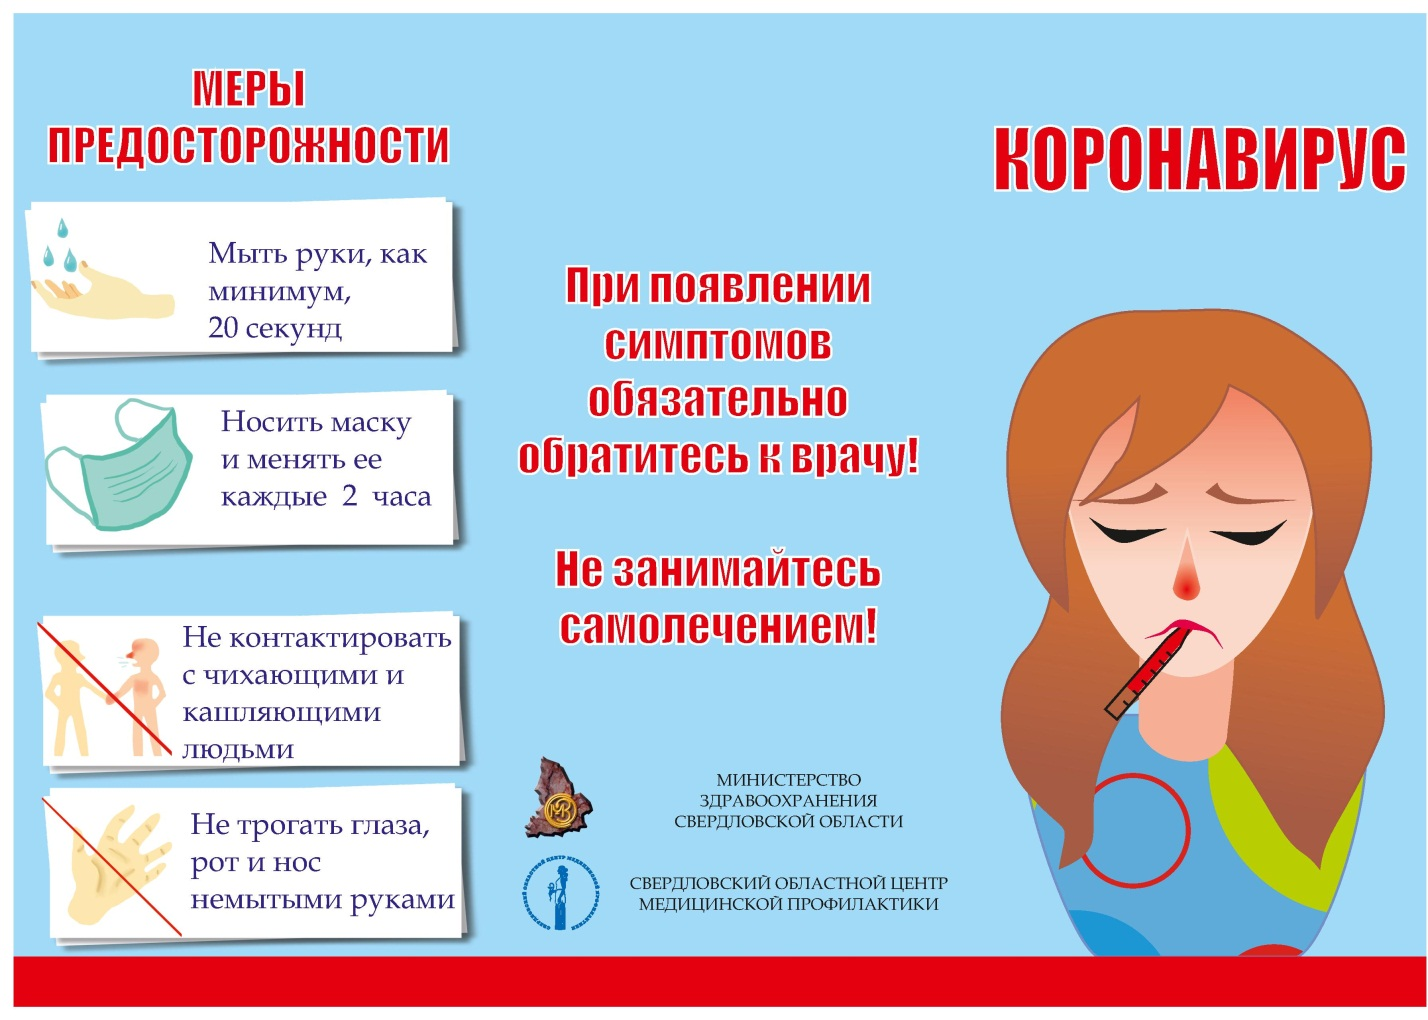 МЕРЫ
ПРЕДОСТОРОЖНОСТИ
Мыть руки, как
минимум,
20 секунд
Носить маску
и менять ее
каждые 2 часа
Не контактировать
с чихающими и
кашляющими
людьми
Не трогать глаза,
рот и нос
немытыми руками
При появлении
симптомов
обязательно
обратитесь к врачу!
Не занимайтесь
самолечением!
МИНИСТЕРСТВО
ЗДРАВООХРАНЕНИЯ
СВЕРДЛОВСКОЙ ОБЛАСТИ
СВЕРДЛОВСКИЙ ОБЛАСТНОЙ ЦЕНТР
МЕДИЦИНСКОЙ ПРОФИЛАКТИКИ
КОРОНАВИРУС